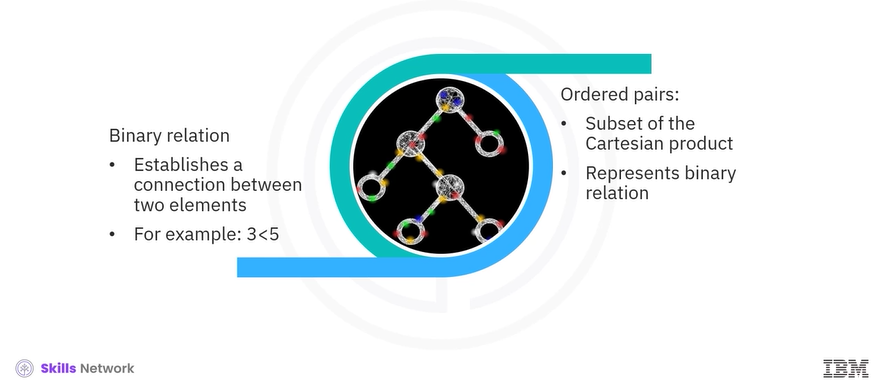 Binary relation
• Establishes a
connection between
two elements
• For example: 3<5
Ordered pairs:
• Subset of the
Cartesian product
• Represents binary
relation
Skills Network
IBM